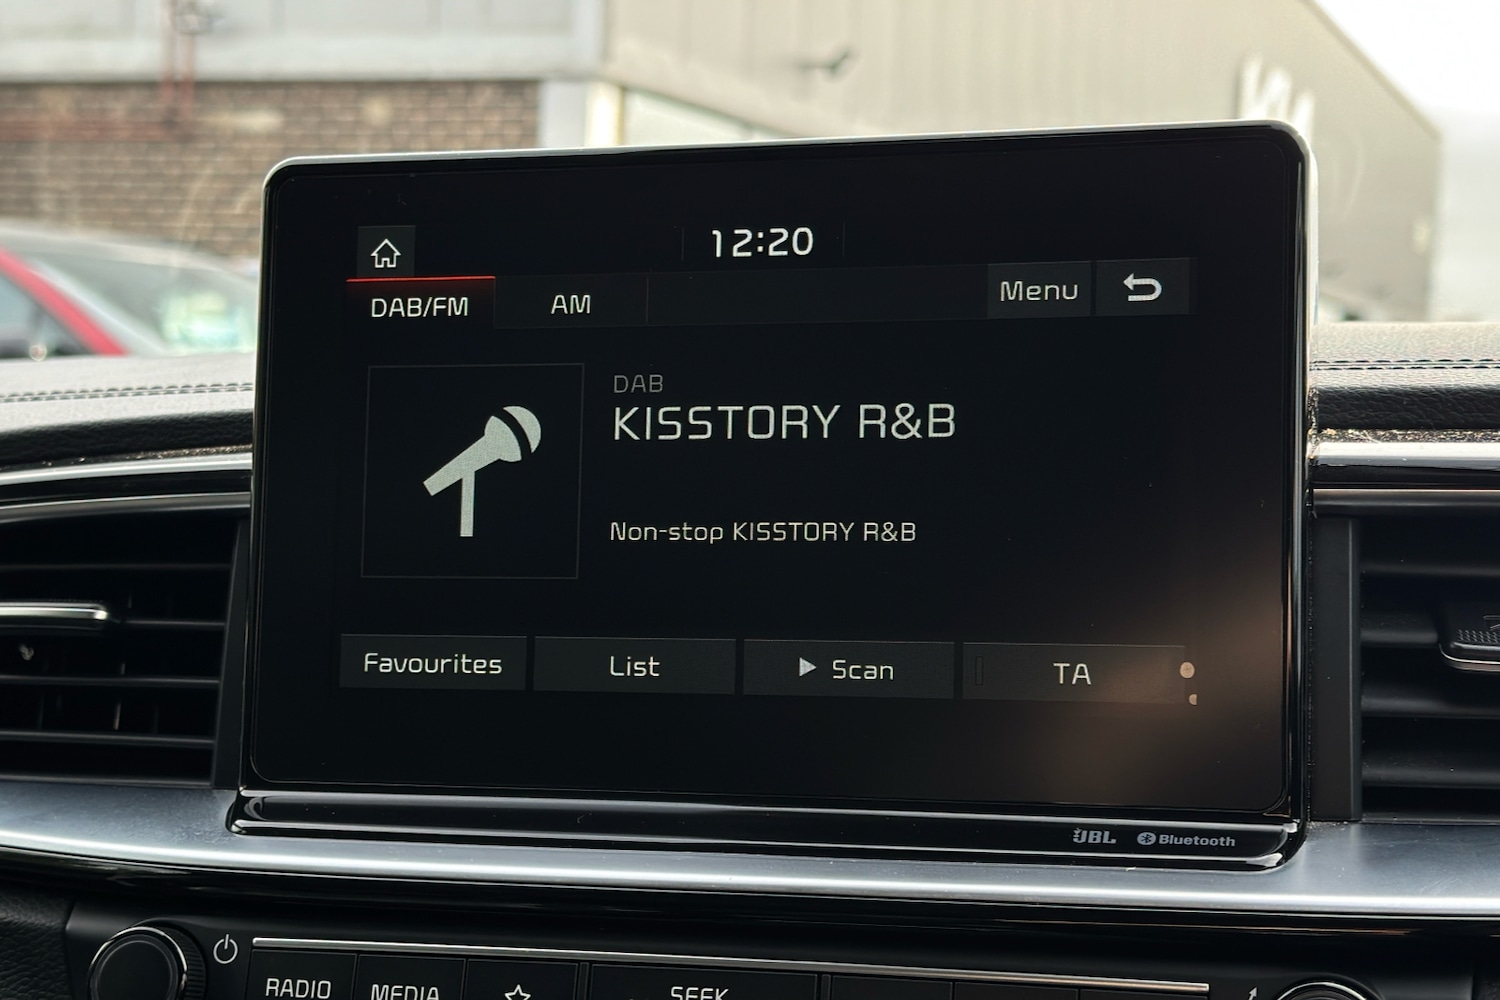 12:20
DAB/FM
AM
Menu
DAB
KISSTORY R&B
Non-stop KISSTORY R&B
Favourites
List
Scan
TA
JBL
Bluetooth
RADIO
MEDIA
SEEK